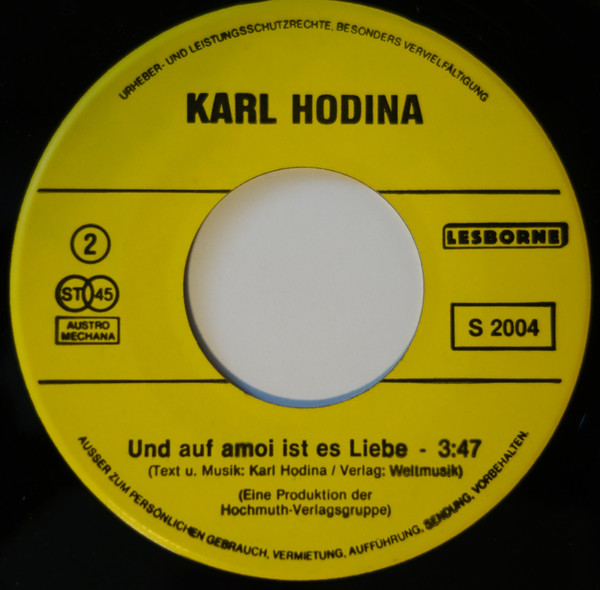 URHEBER- UND LEISTUNGSSCHUTZRECHTE, BESONDERS VERVIELFÄLTIGUNG
KARL HODINA
2
LESBORNE
ST 45
S 2004
AUSTRO
MECHANA
Und auf amoi ist es Liebe - 3:47
(Text u. Musik: Karl Hodina / Verlag: Weltmusik)
(Eine Produktion der
Hochmuth-Verlagsgruppe)
AUSSER ZUM PERSÖNLICHEN GEBRAUCH, VERMIETUNG, AUFFÜHRUNG, SENDUNG, VORBEHALTEN.